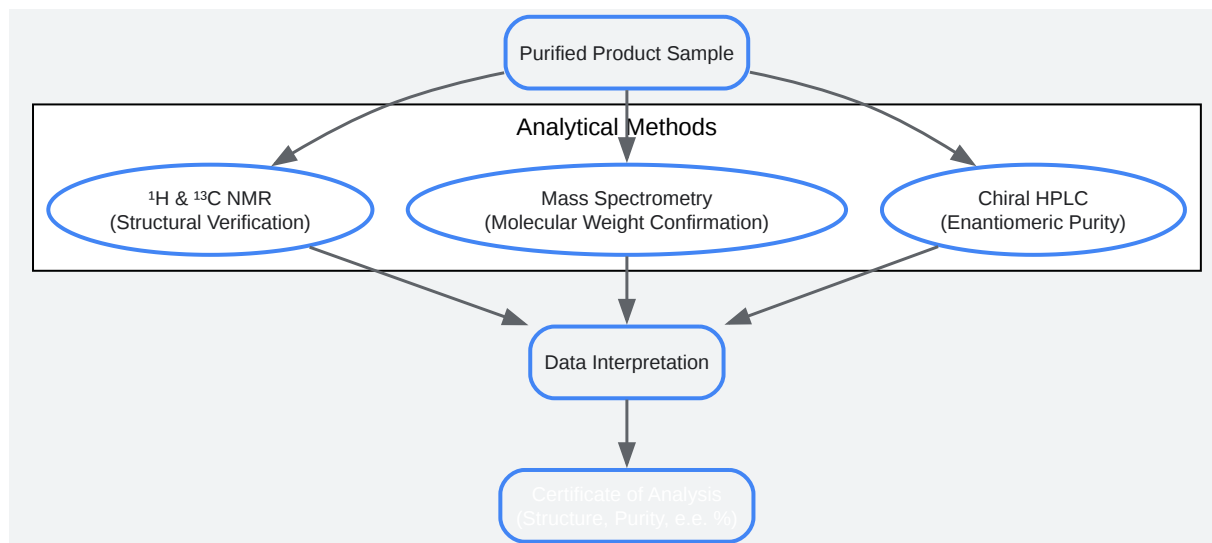 Purified Product Sample
Analytical Methods
¹H & ¹³C NMR
(Structural Verification)
Mass Spectrometry
(Molecular Weight Confirmation)
Chiral HPLC
(Enantiomeric Purity)
Data Interpretation
Certificate of Analysis
(Structure, Purity, e.e. %)